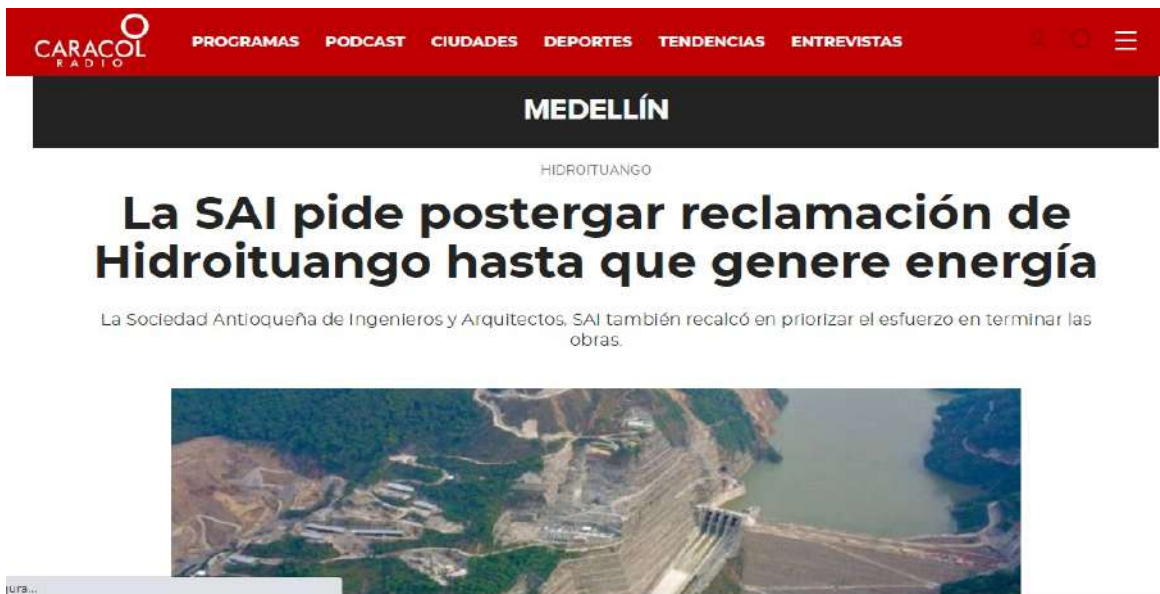 CARACOL
RADIO
PROGRAMAS PODCAST CIUDADES DEPORTES TENDENCIAS ENTREVISTAS
MEDELLÍN
HIDROITUANGO
La SAI pide postergar reclamación de
Hidroituango hasta que genere energía
La Sociedad Antioqueña de Ingenieros y Arquitectos, SAI también recalcó en priorizar el esfuerzo en terminar las
obras.
gura...